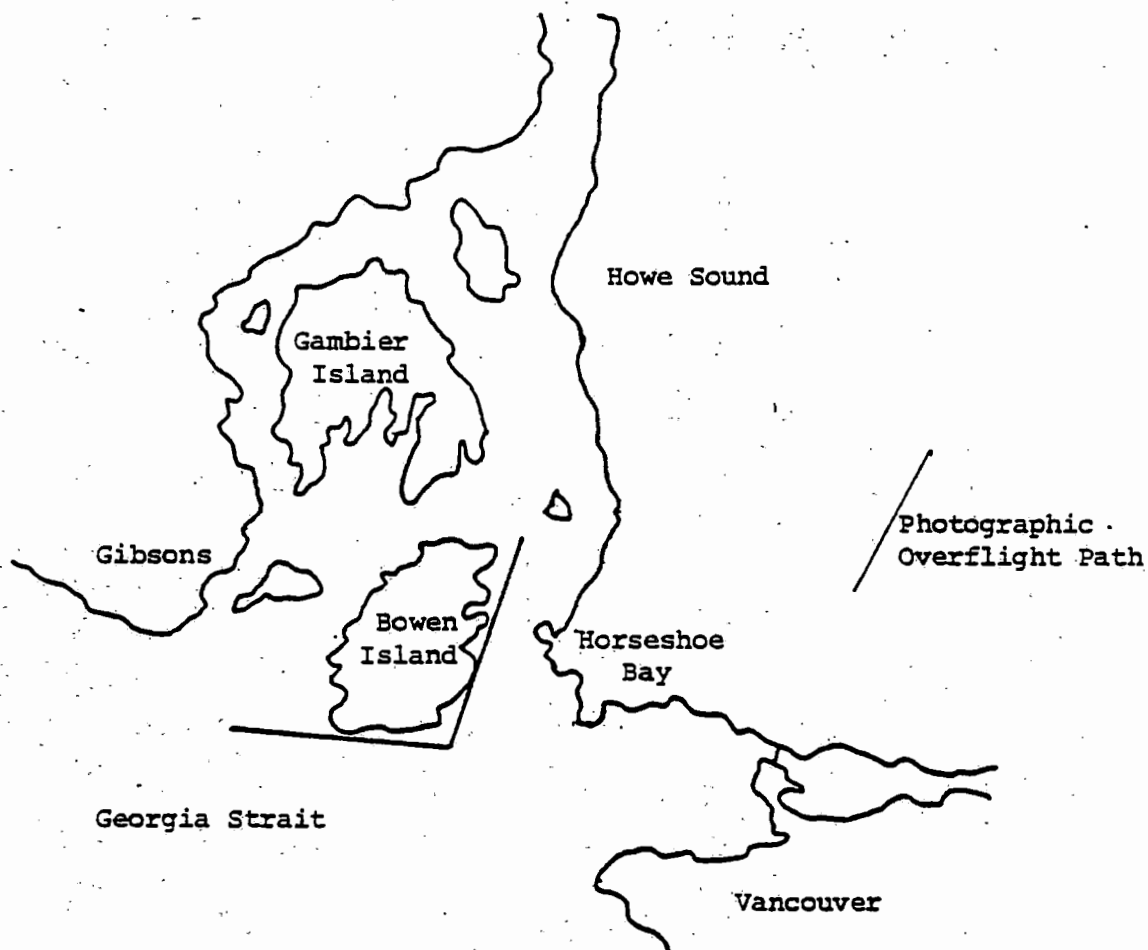 Howe Sound
Gambier
Island
Photographic
Overflight Path
Gibsons
Bowen
Island
Horseshoe
Bay
Georgia Strait
Vancouver